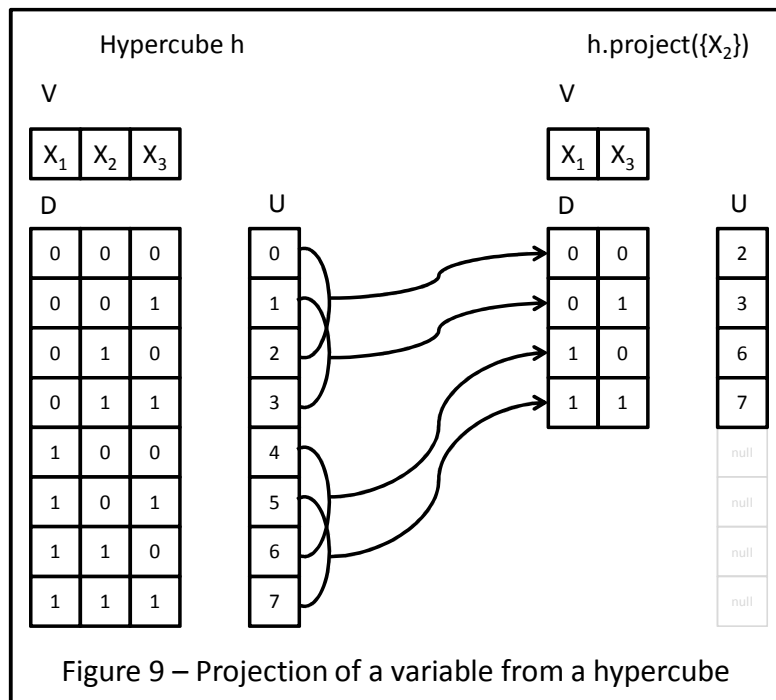 Hypercube h h.project({X₂})
V V
X₁ X₂ X₃ X₁ X₃
D U D U
0 0 0 0 0 0 2
0 0 1 1 0 1 3
0 1 0 2 1 0 6
0 1 1 3 1 1 7
1 0 0 4 null
1 0 1 5 null
1 1 0 6 null
1 1 1 7 null
Figure 9 – Projection of a variable from a hypercube